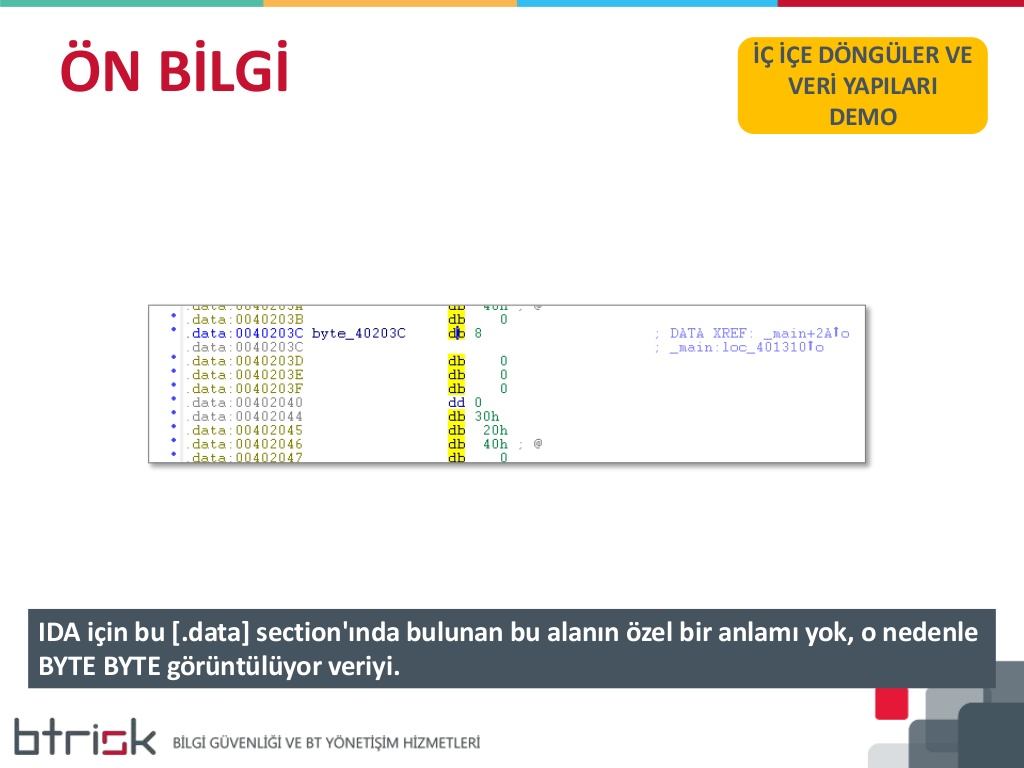 ÖN BİLGİ
İÇ İÇE DÖNGÜLER VE
VERİ YAPILARI
DEMO
.data:0040203A db 40h ; @
.data:0040203B db 0
.data:0040203C byte_40203C db 8 ; DATA XREF: _main+2A↑o
.data:0040203C ; _main:loc_401310↑o
.data:0040203D db 0
.data:0040203E db 0
.data:0040203F db 0
.data:00402040 dd 0
.data:00402044 db 30h
.data:00402045 db 20h
.data:00402046 db 40h ; @
.data:00402047 db 0
IDA için bu [.data] section'ında bulunan bu alanın özel bir anlamı yok, o nedenle
BYTE BYTE görüntülüyor veriyi.
btrisk BİLGİ GÜVENLİĞİ VE BT YÖNETİŞİM HİZMETLERİ